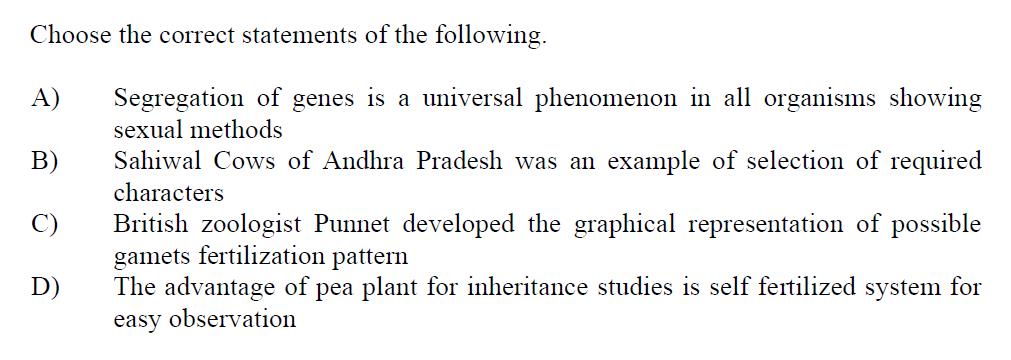 Choose the correct statements of the following.
A) Segregation of genes is a universal phenomenon in all organisms showing
sexual methods
B) Sahiwal Cows of Andhra Pradesh was an example of selection of required
characters
C) British zoologist Punnet developed the graphical representation of possible
gamets fertilization pattern
D) The advantage of pea plant for inheritance studies is self fertilized system for
easy observation